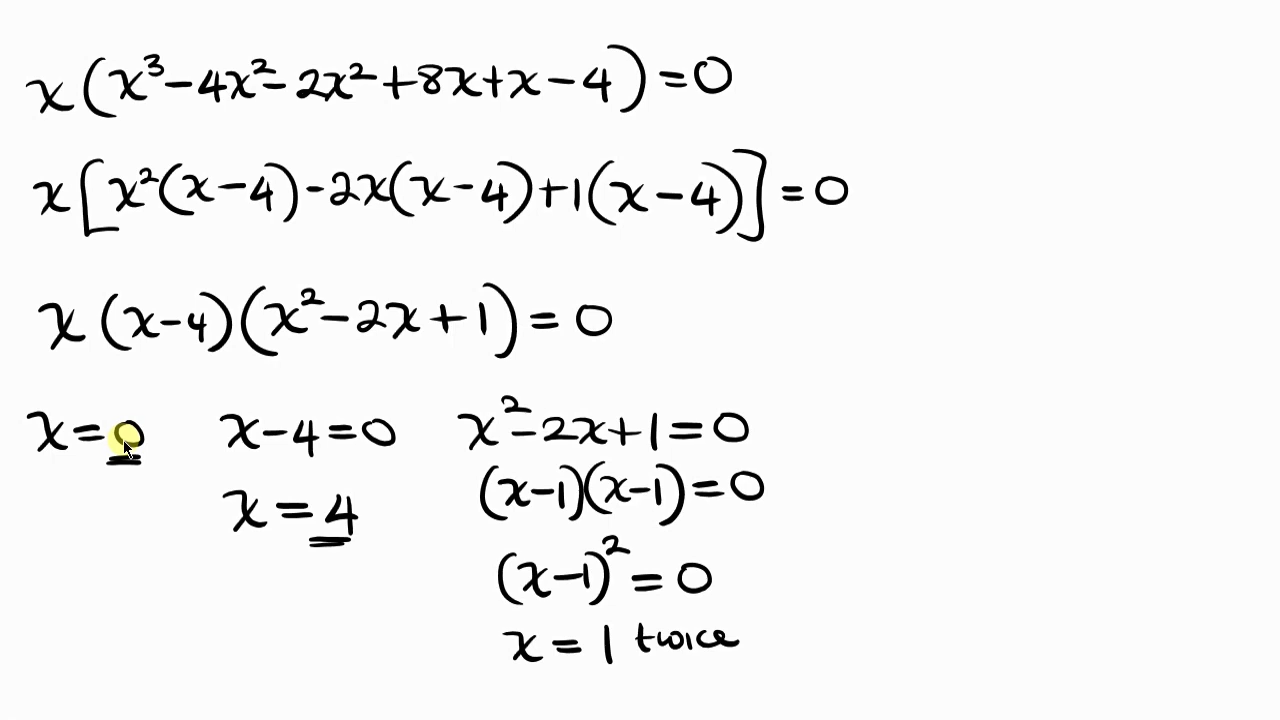 x(x³-4x²-2x²+8x+x-4)=0
x[x²(x-4)-2x(x-4)+1(x-4)]=0
x(x-4)(x²-2x+1)=0
x=0 x-4=0 x²-2x+1=0
(x-1)(x-1)=0
x=4
(x-1)²=0
x=1 twice